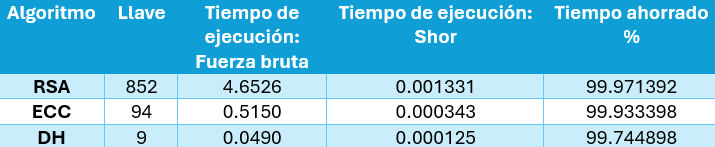 Algoritmo Llave Tiempo de ejecución: Fuerza bruta Tiempo de ejecución: Shor Tiempo ahorrado %
RSA 852 4.6526 0.001331 99.971392
ECC 94 0.5150 0.000343 99.933398
DH 9 0.0490 0.000125 99.744898